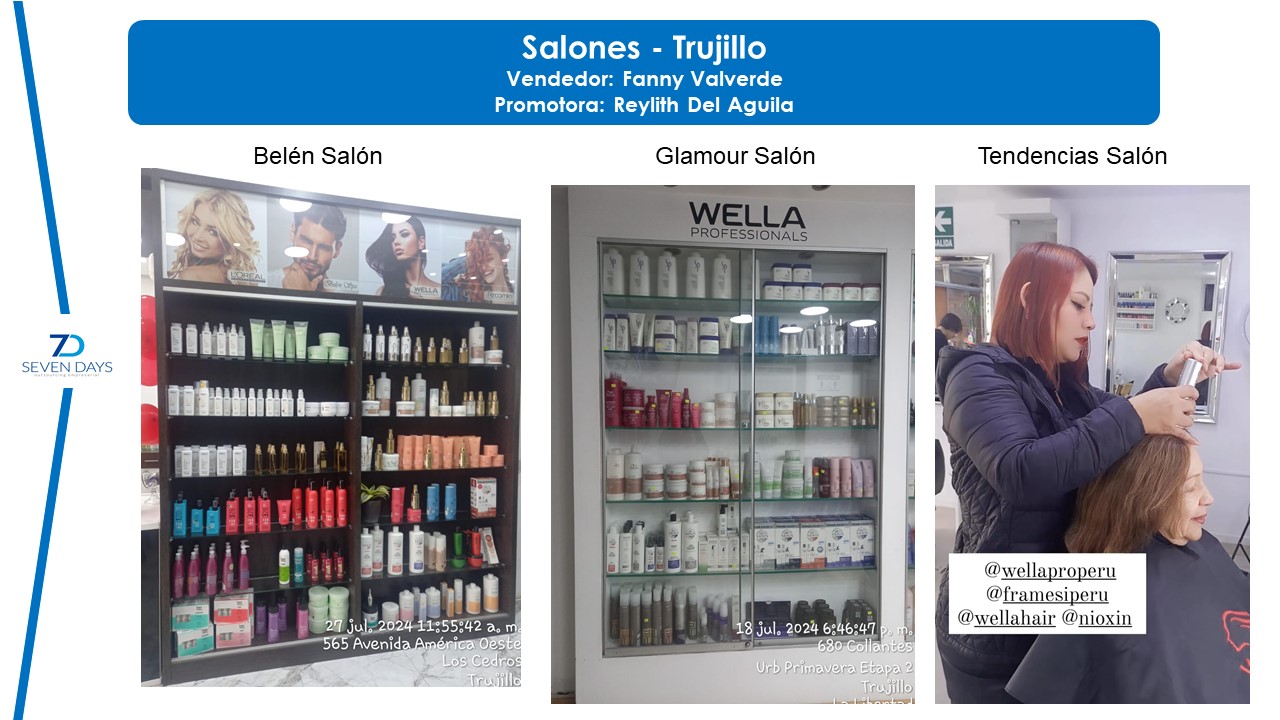 Salones - Trujillo
Vendedor: Fanny Valverde
Promotora: Reylith Del Aguila
Belén Salón
Glamour Salón
Tendencias Salón
7D
SEVEN DAYS
L'ORÉAL
WELLA
27 jul. 2024 11:55:42 a. m.
565 Avenida América Oeste
Los Cedros
Trujillo
WELLA
PROFESSIONALS
18 jul. 2024 6:46:47 p. m.
680 Collantes
Urb Primavera Etapa 2
Trujillo
La Libertad
SALIDA
@wellaproperu
@framesiperu
@wellahair @nioxin